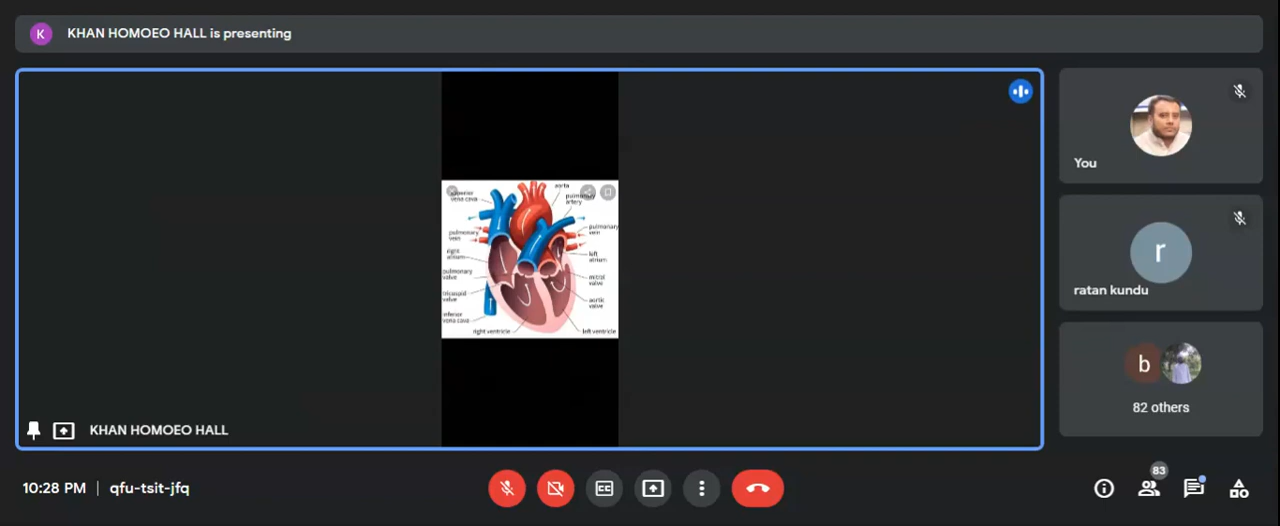 K KHAN HOMOEO HALL is presenting
superior
vena cava
aorta
pulmonary
artery
pulmonary
vein
pulmonary
vein
right
atrium
left
atrium
pulmonary
valve
mitral
valve
tricuspid
valve
aortic
valve
inferior
vena cava
right ventricle
left ventricle
KHAN HOMOEO HALL
You
r
ratan kundu
b
82 others
10:28 PM | qfu-tsit-jfq
CC
83